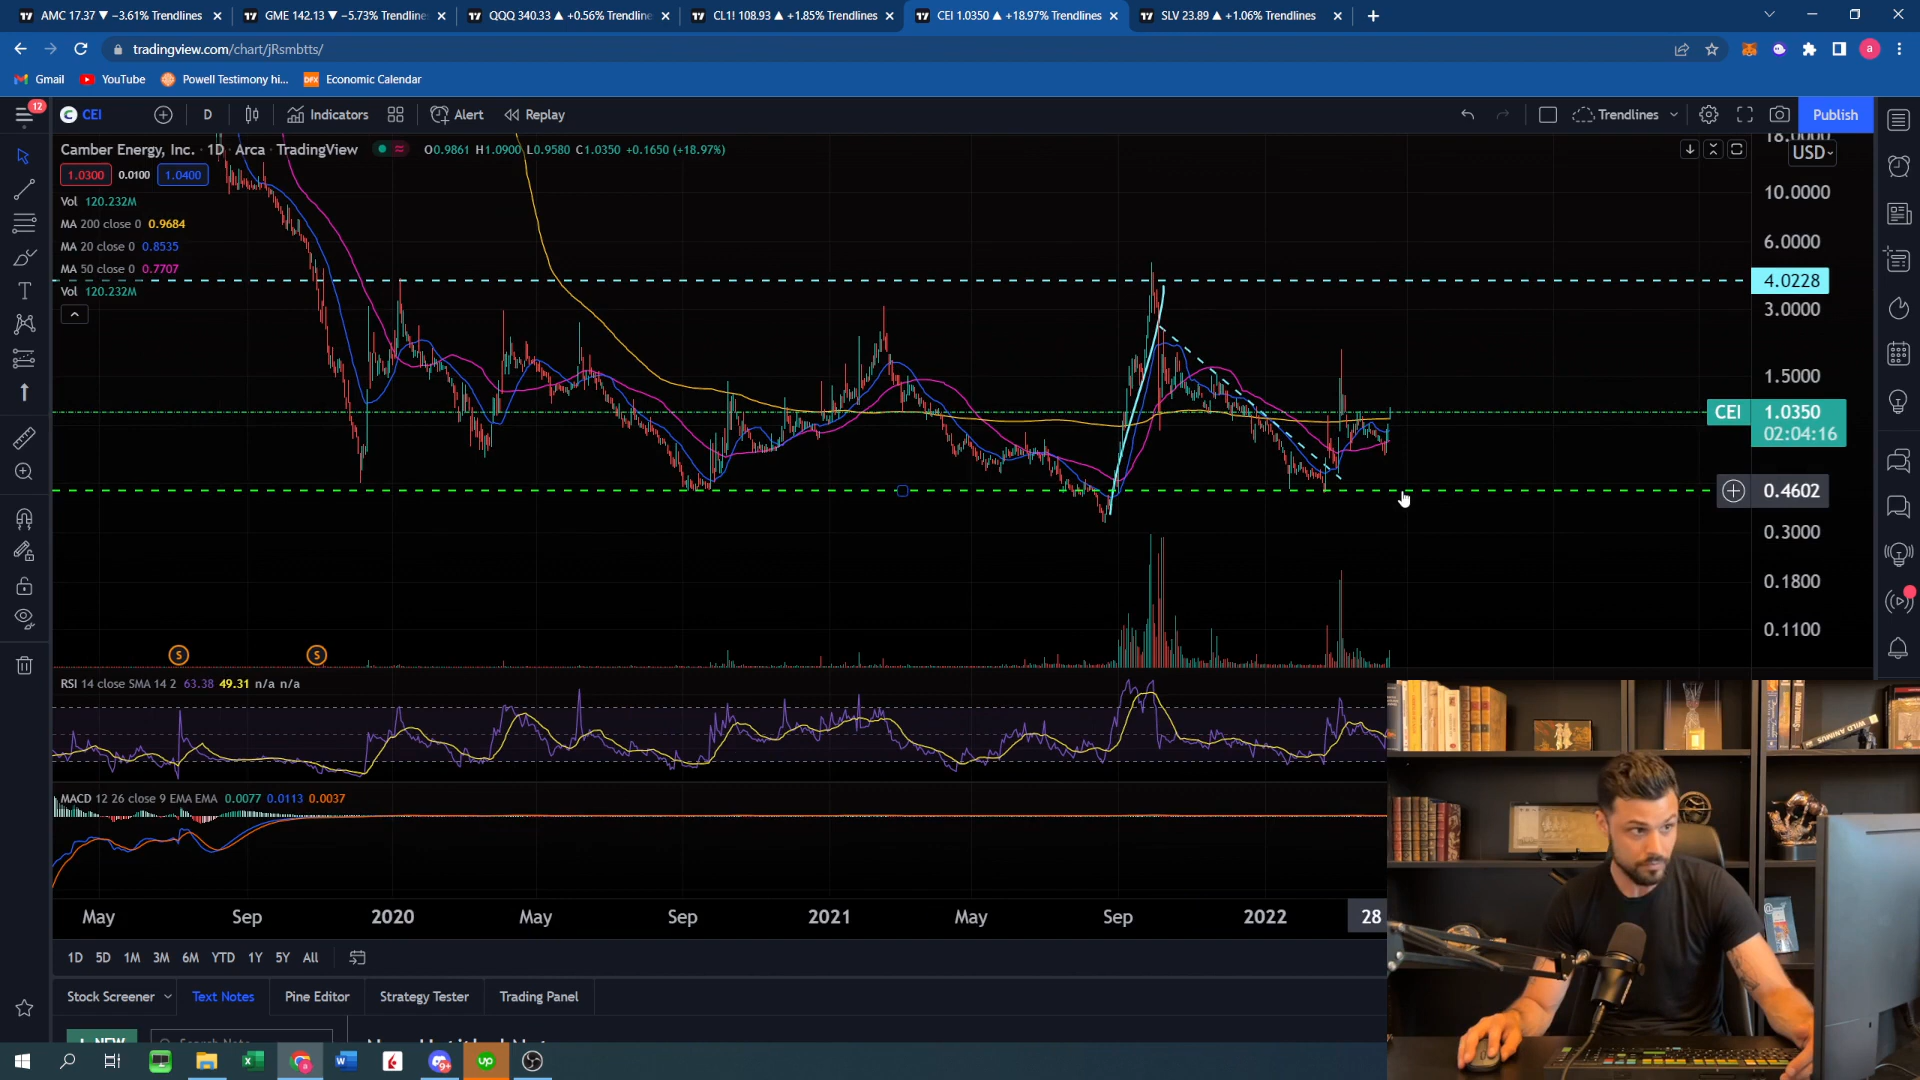 AMC 17.37 ▼ −3.61% Trendlines
GME 142.13 ▼ −5.73% Trendline
QQQ 340.33 ▲ +0.56% Trendline
CL1! 108.93 ▲ +1.85% Trendlines
CEI 1.0350 ▲ +18.97% Trendlines
SLV 23.89 ▲ +1.06% Trendlines
tradingview.com/chart/jRsmbtts/
a
Gmail
YouTube
Powell Testimony hi...
Economic Calendar
12
CEI
D
Indicators
Alert
Replay
Trendlines
Publish
Camber Energy, Inc. · 1D · Arca · TradingView
O0.9861 H1.0900 L0.9580 C1.0350 +0.1650 (+18.97%)
1.0300
0.0100
1.0400
Vol 120.232M
MA 200 close 0 0.9684
MA 20 close 0 0.8535
MA 50 close 0 0.7707
Vol 120.232M
18.0000
USD
10.0000
6.0000
4.0228
3.0000
1.5000
CEI
1.0350
02:04:16
0.4602
0.3000
0.1800
0.1100
S
S
RSI 14 close SMA 14 2 63.38 49.31 n/a n/a
MACD 12 26 close 9 EMA EMA 0.0077 0.0113 0.0037
May
Sep
2020
May
Sep
2021
May
Sep
2022
28
1D
5D
1M
3M
6M
YTD
1Y
5Y
All
Stock Screener
Text Notes
Pine Editor
Strategy Tester
Trading Panel
WILD ANIMUS